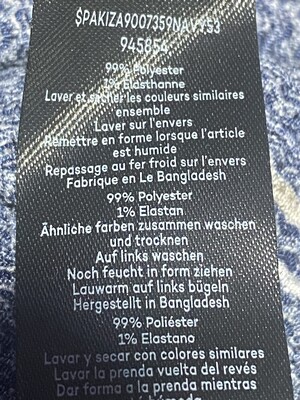 $PAKIZA9007359NAVY53
945854
99% Polyester
1% Elasthanne
Laver et sécher les couleurs similaires
ensemble
Laver sur l'envers
Remettre en forme lorsque l'article
est humide
Repassage au fer froid sur l'envers
Fabrique en Le Bangladesh
99% Polyester
1% Elastan
Ähnliche farben zusammen waschen
und trocknen
Auf links waschen
Noch feucht in form ziehen
Lauwarm auf links bügeln
Hergestellt in Bangladesh
99% Poliéster
1% Elastano
Lavar y secar con colores similares
Lavar la prenda vuelta del revés
Dar forma a la prenda mientras